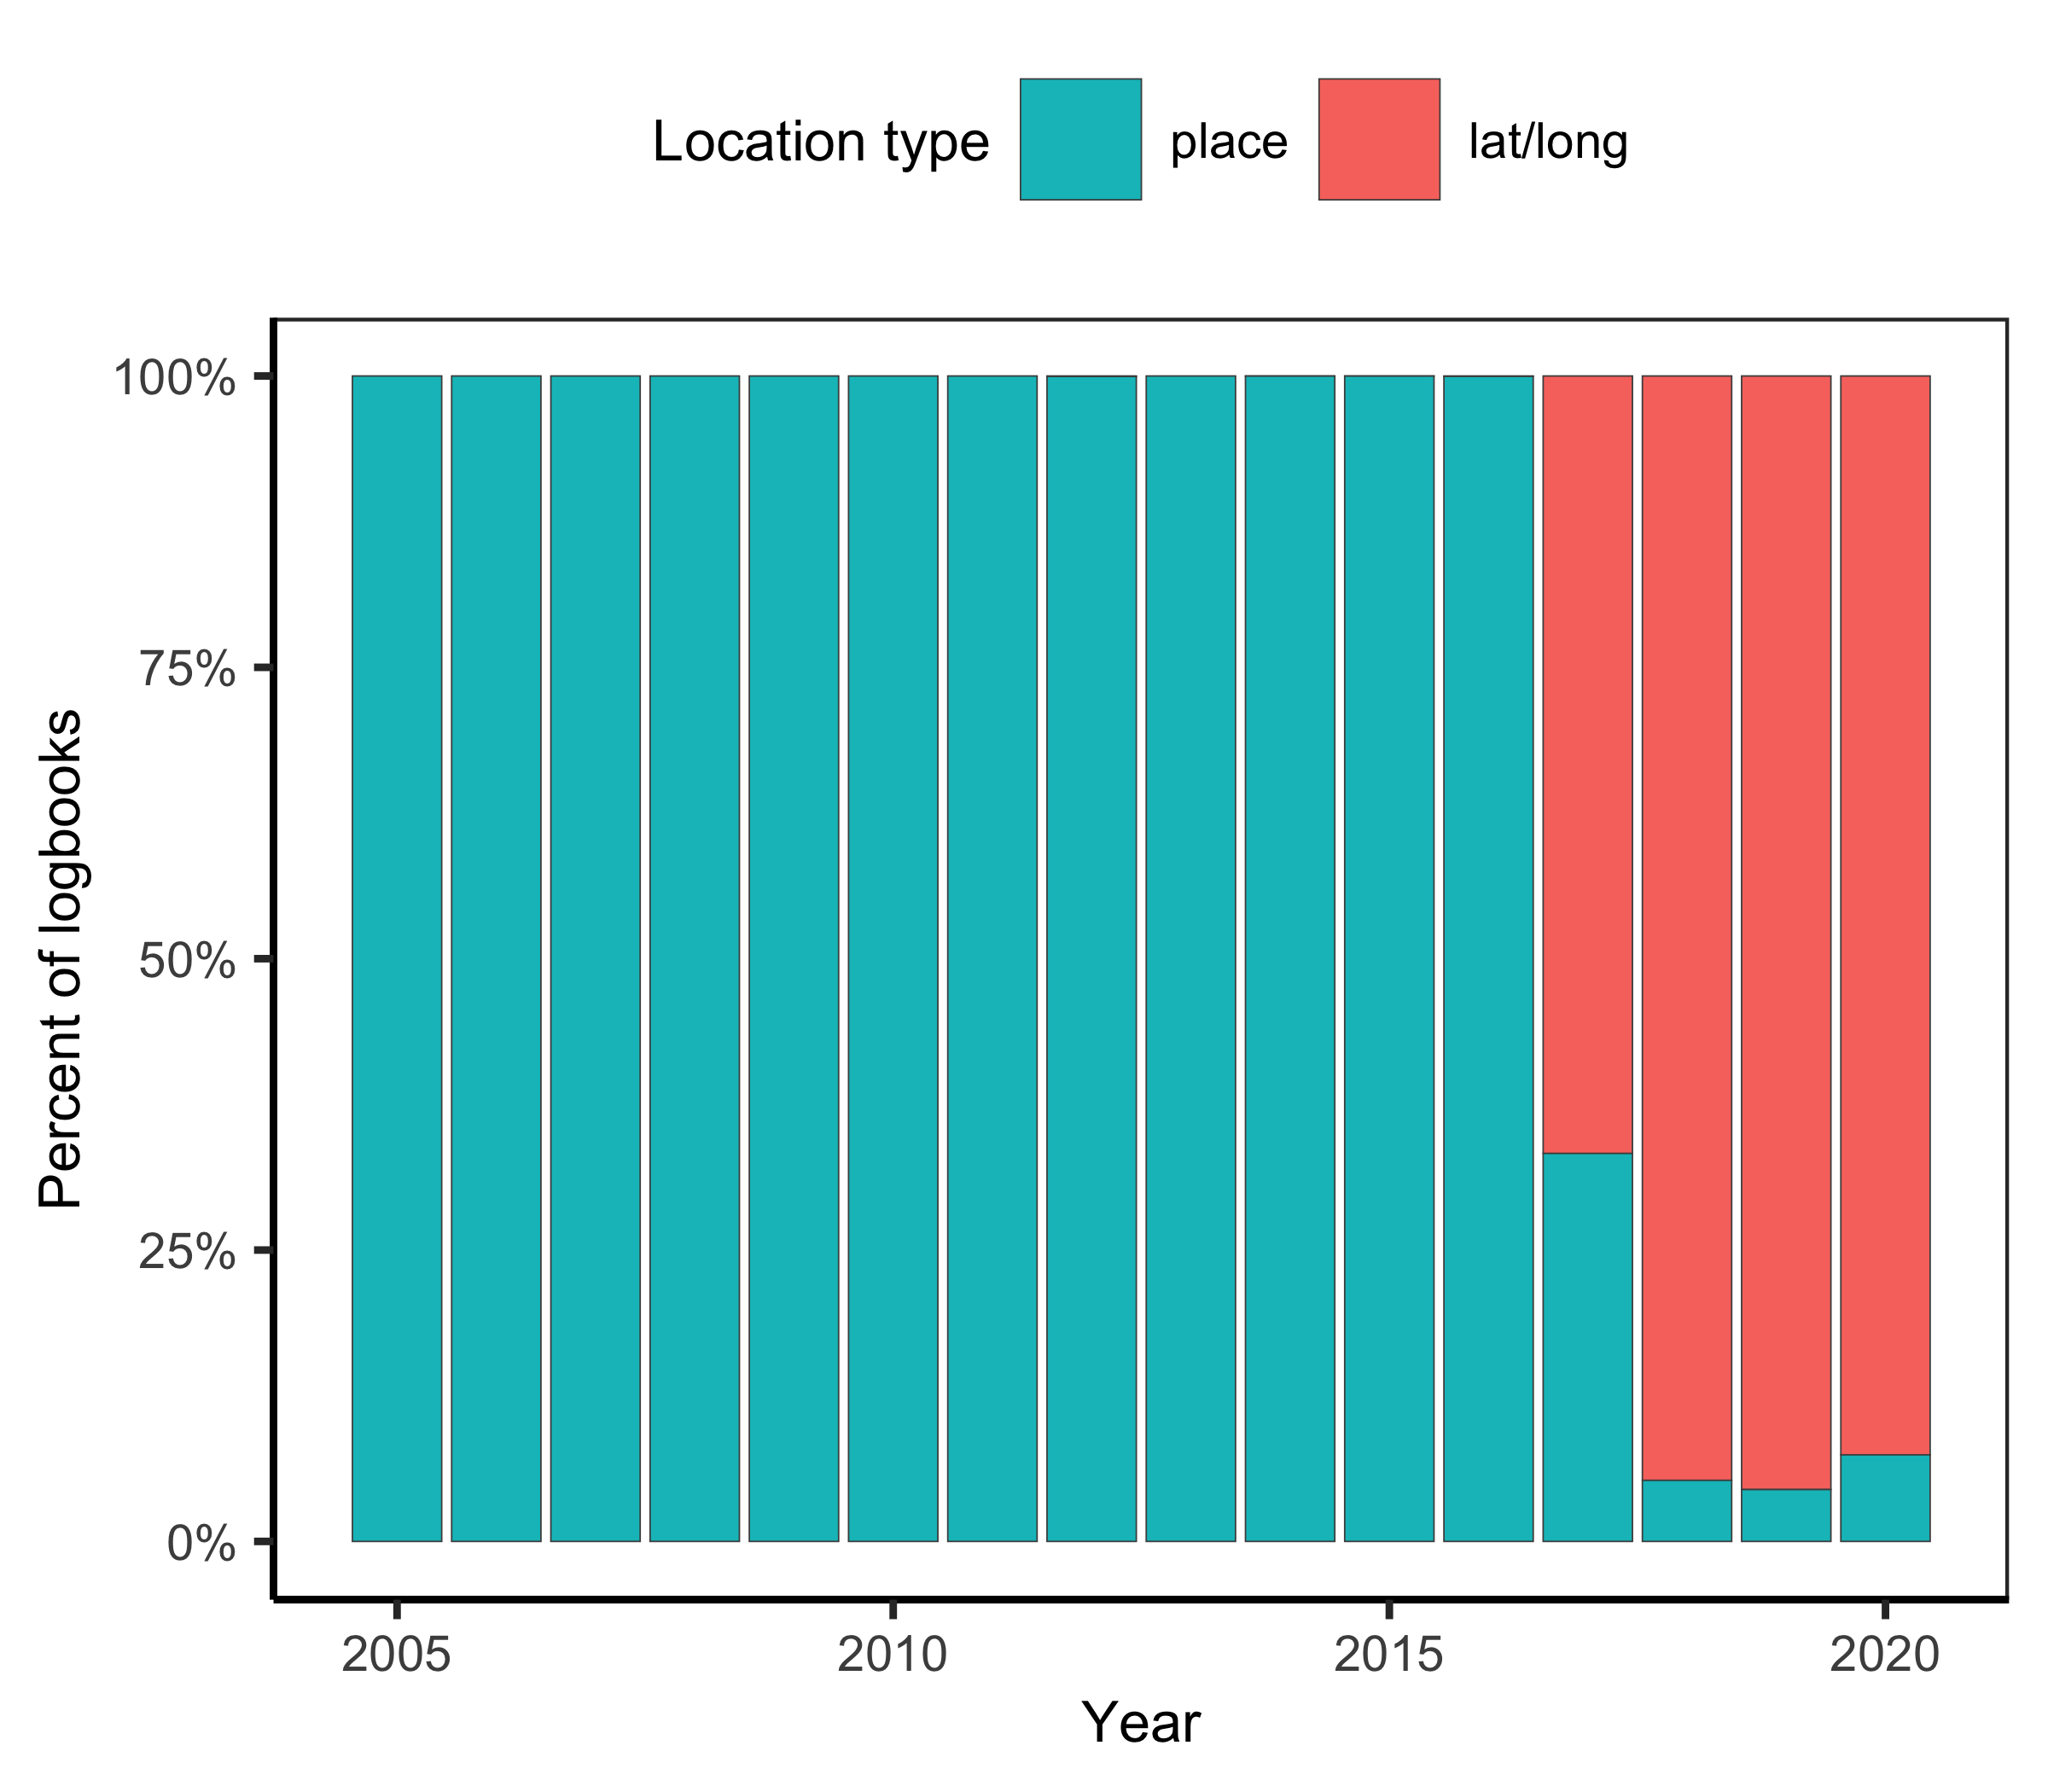 Location type place lat/long
100%
75%
50%
25%
0%
Percent of logbooks
2005 2010 2015 2020
Year